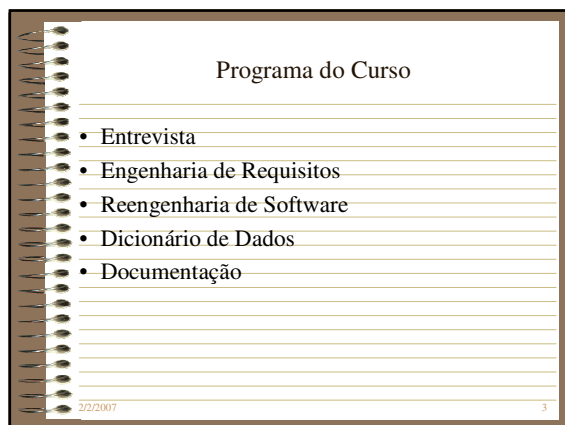 Programa do Curso
• Entrevista
• Engenharia de Requisitos
• Reengenharia de Software
• Dicionário de Dados
• Documentação
2/2/2007
3